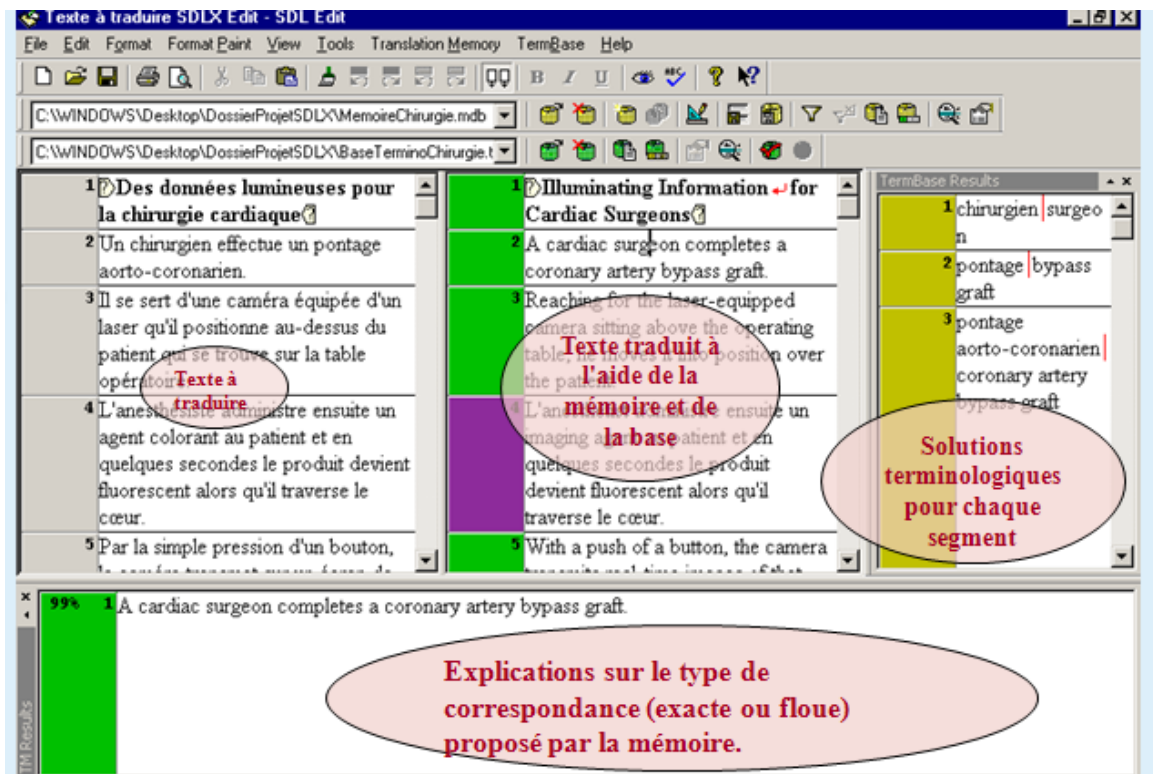 Texte à traduire SDLX Edit - SDL Edit
File Edit Format Format Paint View Tools Translation Memory TermBase Help
B I U ABC ? ?
C:\WINDOWS\Desktop\DossierProjetSDLX\MemoireChirurgie.mdb
C:\WINDOWS\Desktop\DossierProjetSDLX\BaseTerminoChirurgie.t
1 Des données lumineuses pour
la chirurgie cardiaque
2 Un chirurgien effectue un pontage
aorto-coronarien.
3 Il se sert d'une caméra équipée d'un
laser qu'il positionne au-dessus du
patient qui se trouve sur la table
opératoire
4 L'anesthésiste administre ensuite un
agent colorant au patient et en
quelques secondes le produit devient
fluorescent alors qu'il traverse le
cœur.
5 Par la simple pression d'un bouton,
Texte à
traduire
1 Illuminating Information for
Cardiac Surgeons
2 A cardiac surgeon completes a
coronary artery bypass graft.
3 Reaching for the laser-equipped
camera sitting above the operating
table, he moves it into position over
the patient.
4 L'anesthésiste administre ensuite un
imaging agent au patient et en
quelques secondes le produit
devient fluorescent alors qu'il
traverse le cœur.
5 With a push of a button, the camera
transmits real-time images of that
Texte traduit à
l'aide de la
mémoire et de
la base
TermBase Results
1 chirurgien surgeo
n
2 pontage bypass
graft
3 pontage
aorto-coronarien
coronary artery
bypass graft
Solutions
terminologiques
pour chaque
segment
TM Results
99% 1 A cardiac surgeon completes a coronary artery bypass graft.
Explications sur le type de
correspondance (exacte ou floue)
proposé par la mémoire.